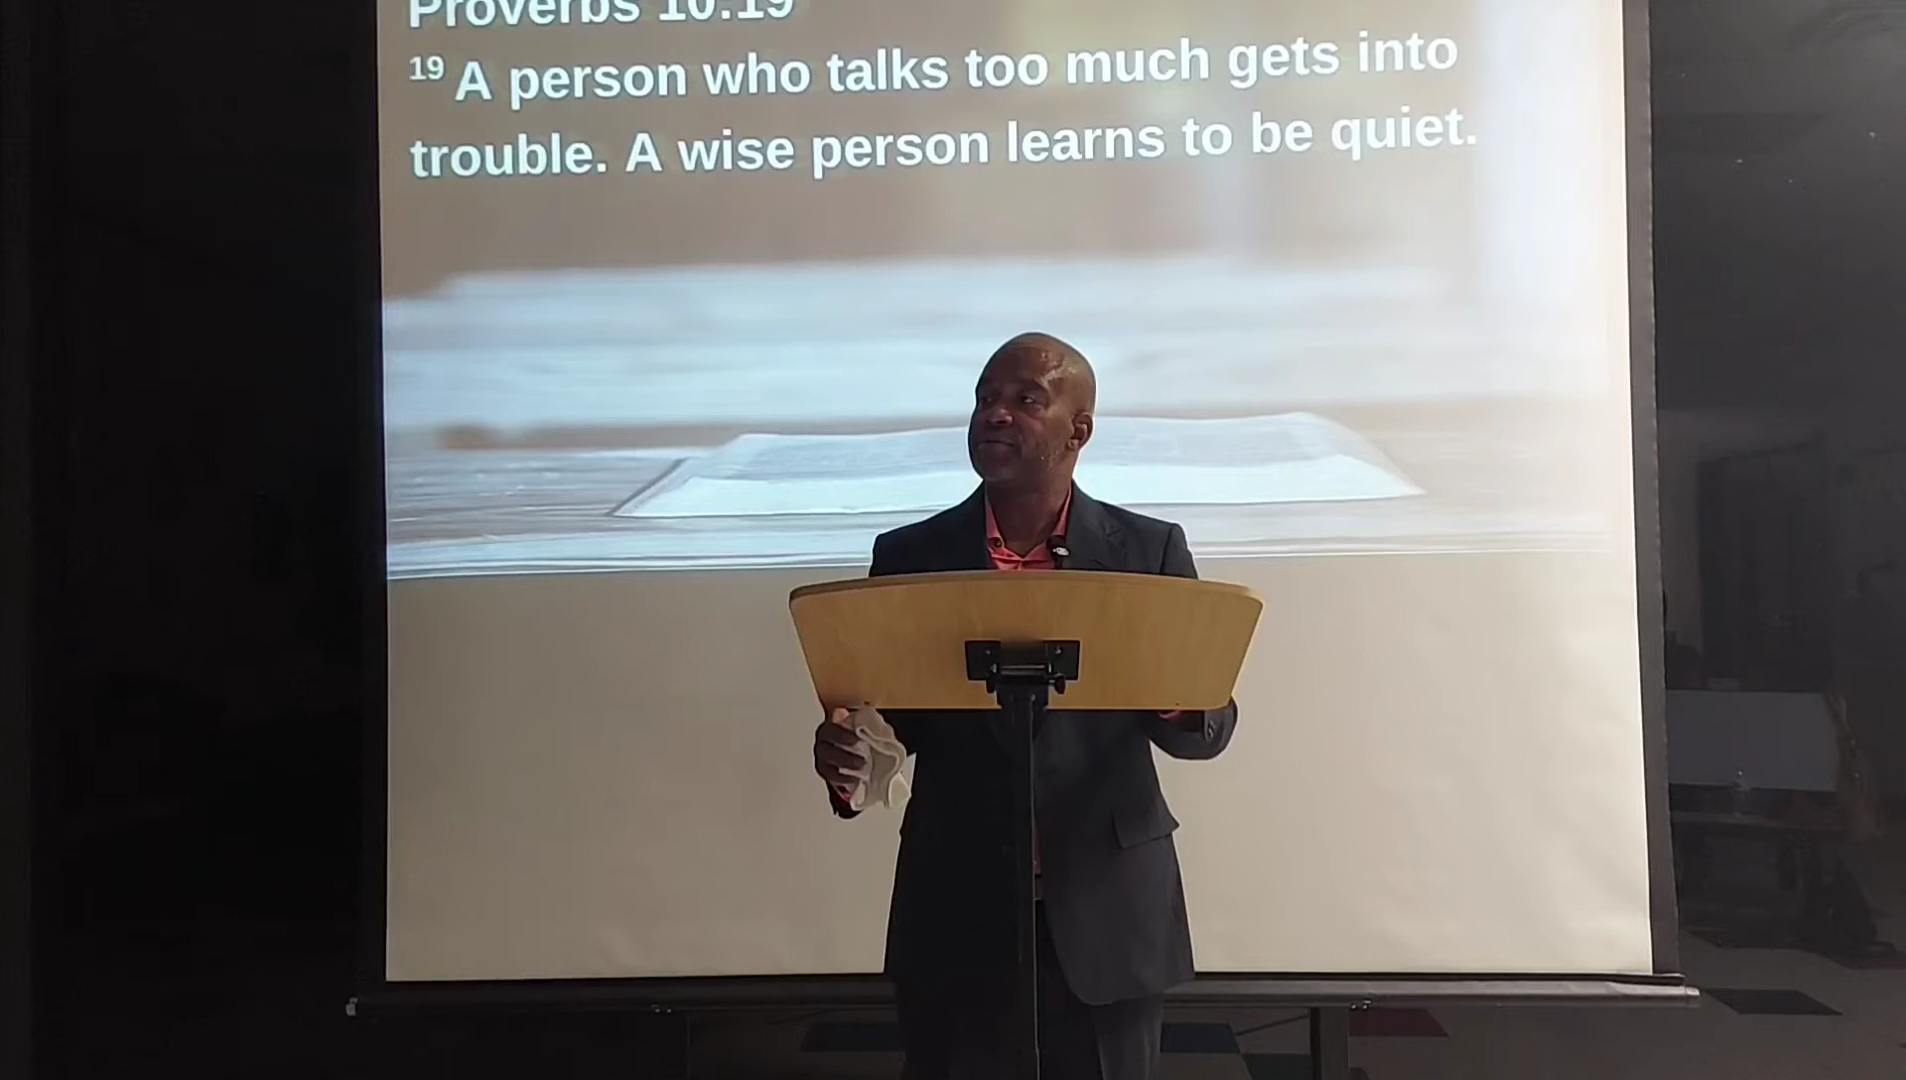 Proverbs 10:19
19 A person who talks too much gets into
trouble. A wise person learns to be quiet.